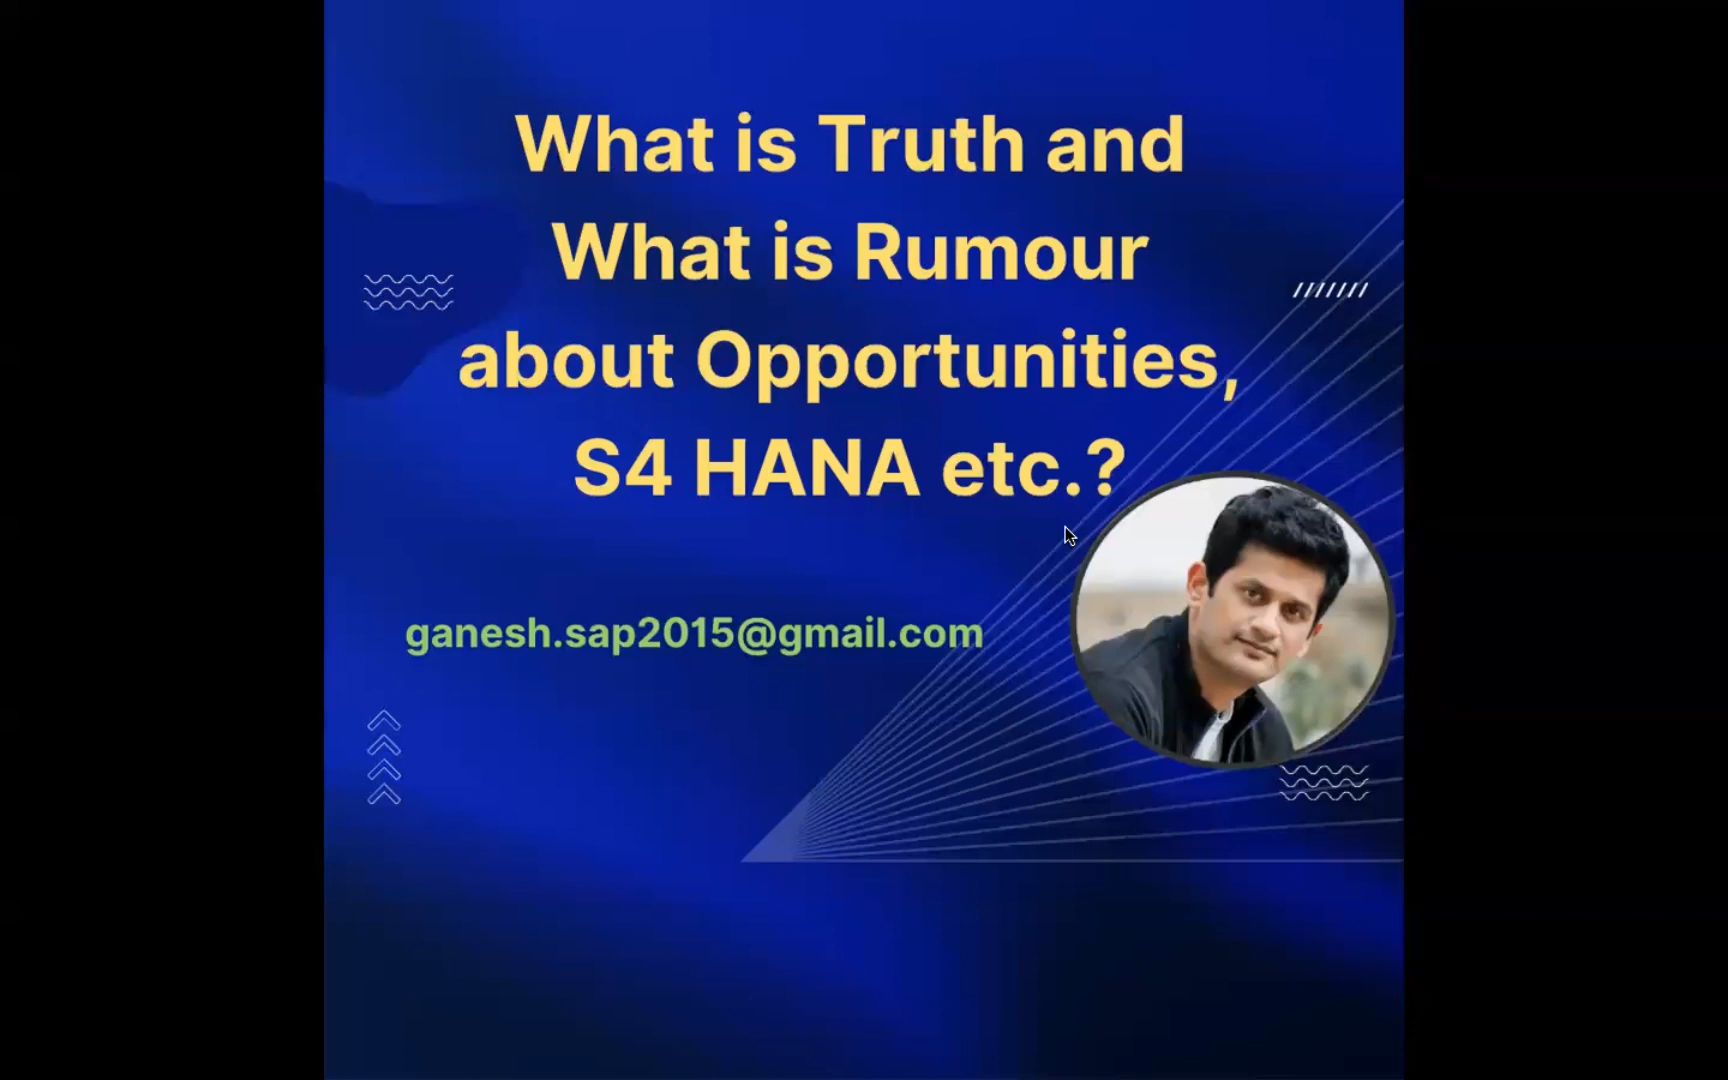 What is Truth and
What is Rumour
about Opportunities,
S4 HANA etc.?
ganesh.sap2015@gmail.com